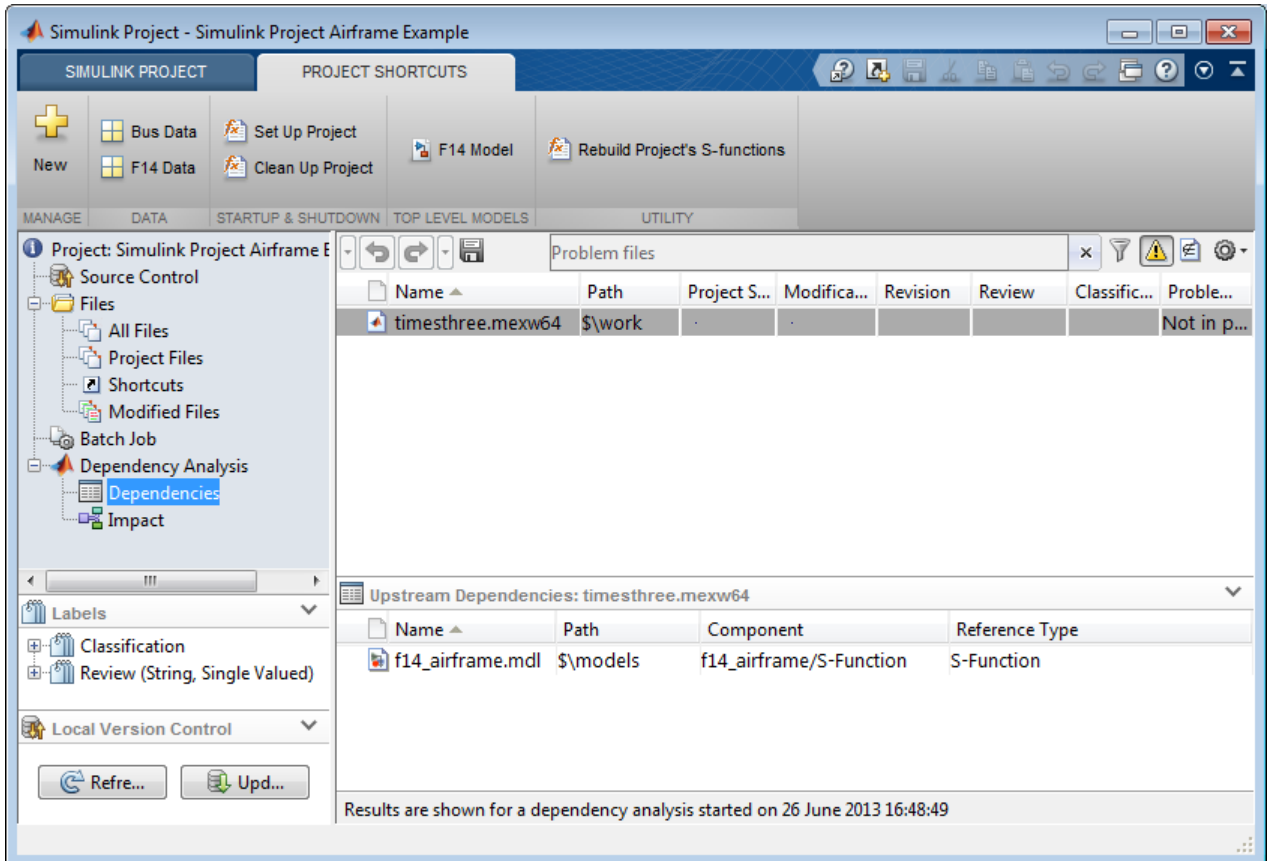 Simulink Project - Simulink Project Airframe Example
SIMULINK PROJECT
PROJECT SHORTCUTS
New
Bus Data
F14 Data
Set Up Project
Clean Up Project
F14 Model
Rebuild Project's S-functions
MANAGE
DATA
STARTUP & SHUTDOWN
TOP LEVEL MODELS
UTILITY
Project: Simulink Project Airframe E
Source Control
Files
All Files
Project Files
Shortcuts
Modified Files
Batch Job
Dependency Analysis
Dependencies
Impact
Labels
Classification
Review (String, Single Valued)
Local Version Control
Refre...
Upd...
Problem files
Name Path Project S... Modifica... Revision Review Classific... Proble...
timesthree.mexw64 $\work . . Not in p...
Upstream Dependencies: timesthree.mexw64
Name Path Component Reference Type
f14_airframe.mdl $\models f14_airframe/S-Function S-Function
Results are shown for a dependency analysis started on 26 June 2013 16:48:49